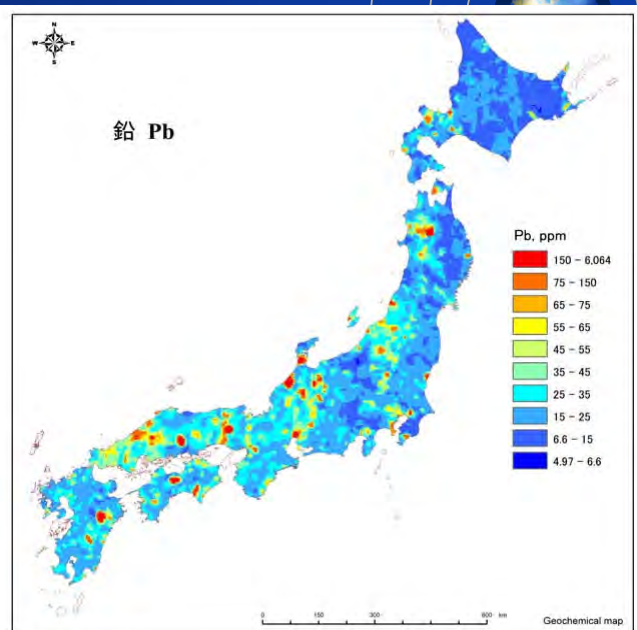 N
W E
S
鉛 Pb
Pb, ppm
150 - 6,064
75 - 150
65 - 75
55 - 65
45 - 55
35 - 45
25 - 35
15 - 25
6.6 - 15
4.97 - 6.6
0 150 300 600 km
Geochemical map